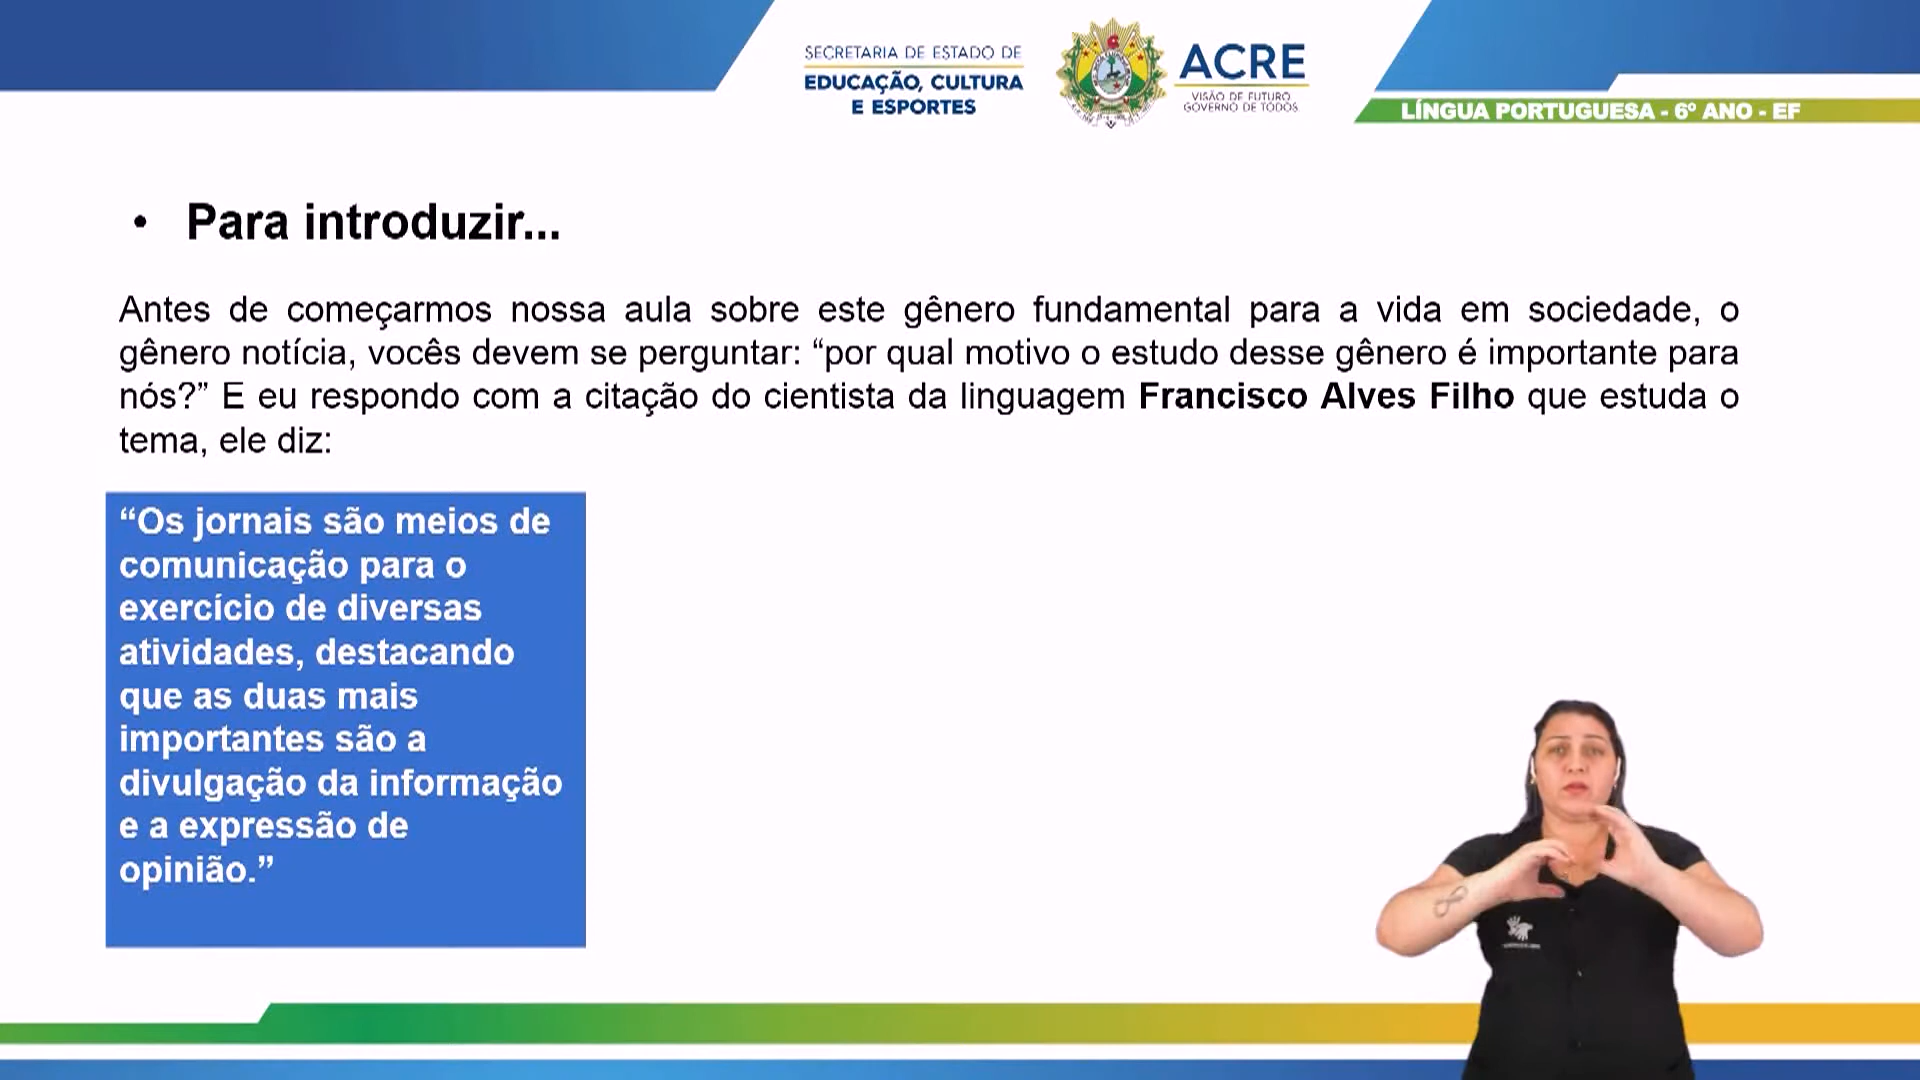 SECRETARIA DE ESTADO DE
EDUCAÇÃO, CULTURA
E ESPORTES
ACRE
VISÃO DE FUTURO
GOVERNO DE TODOS
LÍNGUA PORTUGUESA - 6º ANO - EF
• Para introduzir...
Antes de começarmos nossa aula sobre este gênero fundamental para a vida em sociedade, o
gênero notícia, vocês devem se perguntar: “por qual motivo o estudo desse gênero é importante para
nós?” E eu respondo com a citação do cientista da linguagem Francisco Alves Filho que estuda o
tema, ele diz:
“Os jornais são meios de
comunicação para o
exercício de diversas
atividades, destacando
que as duas mais
importantes são a
divulgação da informação
e a expressão de
opinião.”